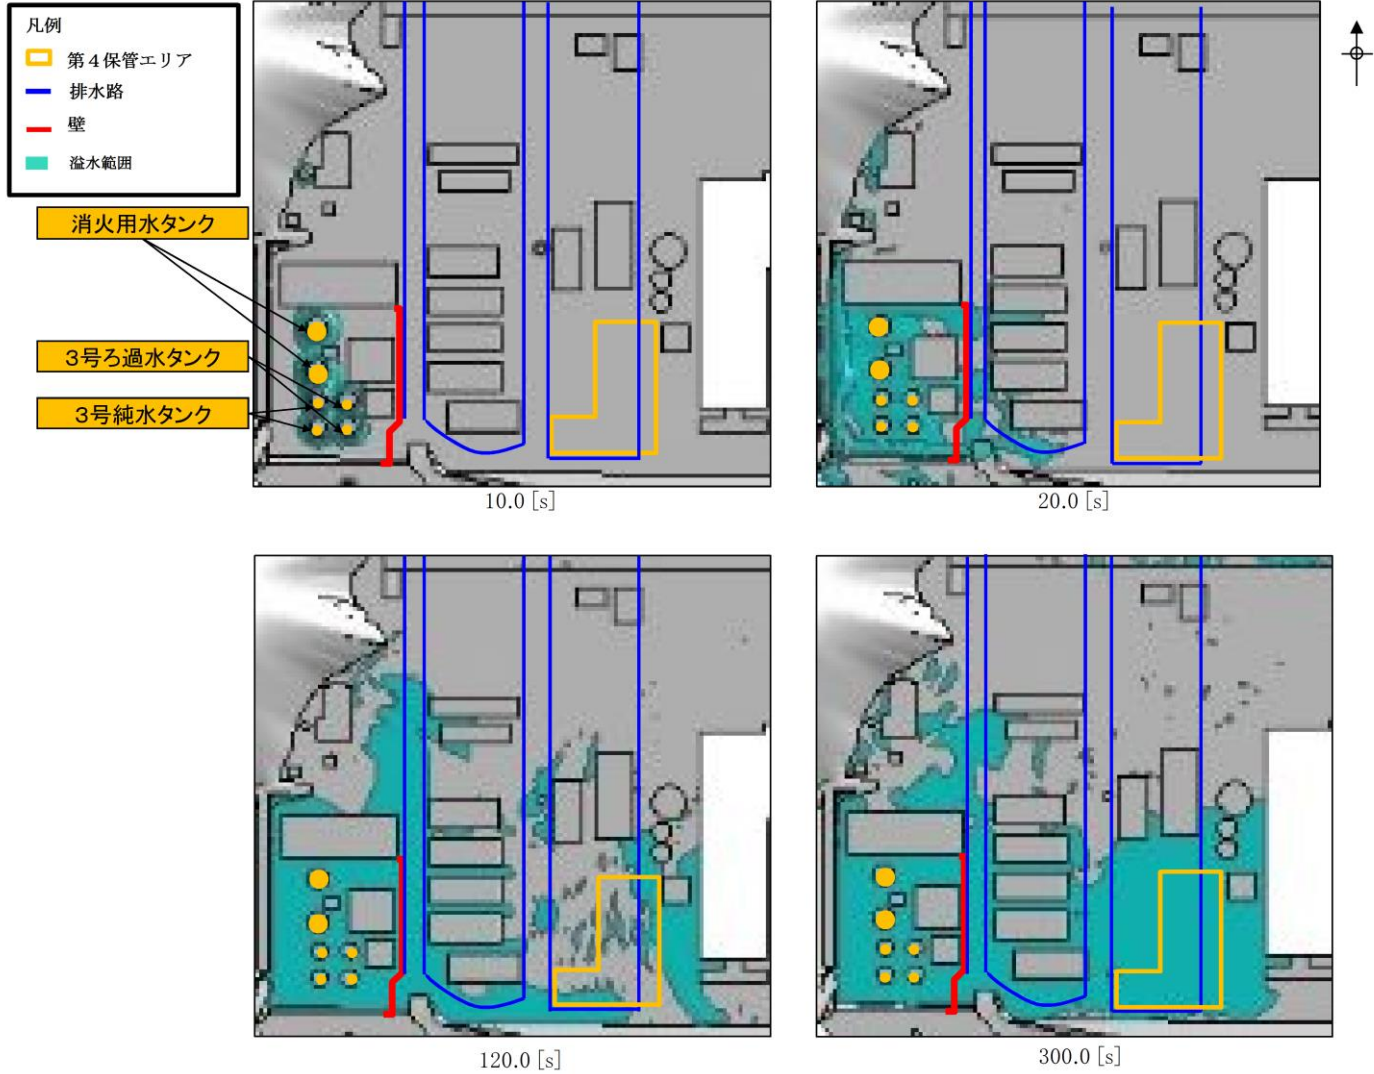 凡例
第４保管エリア
排水路
壁
溢水範囲
消火用水タンク
３号ろ過水タンク
３号純水タンク
10.0 [s]
20.0 [s]
120.0 [s]
300.0 [s]